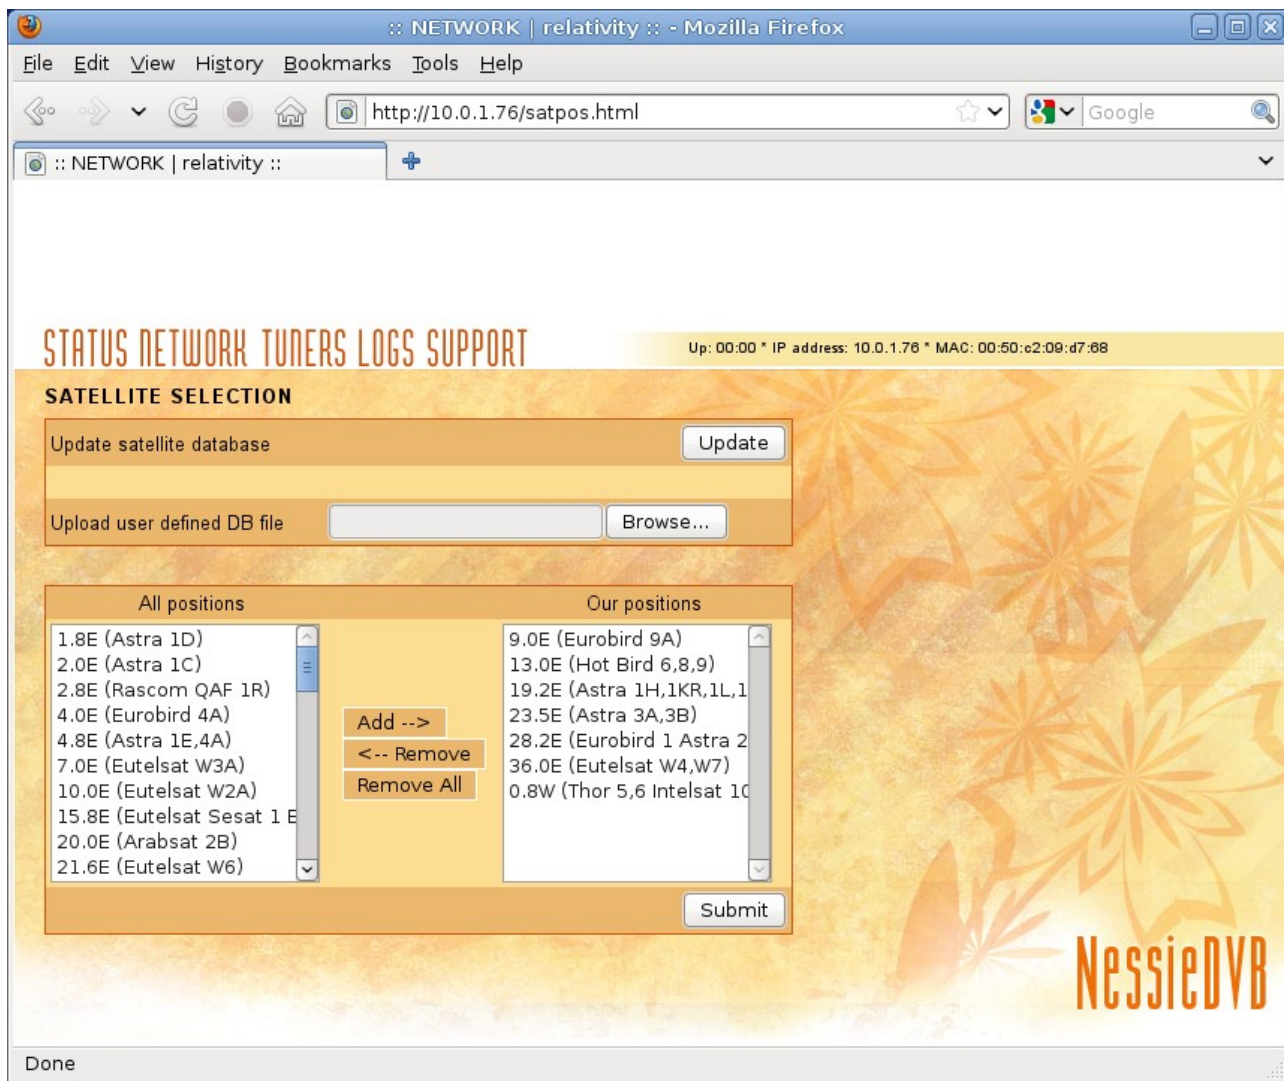 :: NETWORK | relativity :: - Mozilla Firefox
File Edit View History Bookmarks Tools Help
http://10.0.1.76/satpos.html Google
:: NETWORK | relativity ::
STATUS NETWORK TUNERS LOGS SUPPORT
Up: 00:00 * IP address: 10.0.1.76 * MAC: 00:50:c2:09:d7:68
SATELLITE SELECTION
Update satellite database Update
Upload user defined DB file Browse...
All positions
1.8E (Astra 1D)
2.0E (Astra 1C)
2.8E (Rascom QAF 1R)
4.0E (Eurobird 4A)
4.8E (Astra 1E,4A)
7.0E (Eutelsat W3A)
10.0E (Eutelsat W2A)
15.8E (Eutelsat Sesat 1 E
20.0E (Arabsat 2B)
21.6E (Eutelsat W6)
Add -->
<-- Remove
Remove All
Our positions
9.0E (Eurobird 9A)
13.0E (Hot Bird 6,8,9)
19.2E (Astra 1H,1KR,1L,1
23.5E (Astra 3A,3B)
28.2E (Eurobird 1 Astra 2
36.0E (Eutelsat W4,W7)
0.8W (Thor 5,6 Intelsat 10
Submit
NessieDVB
Done